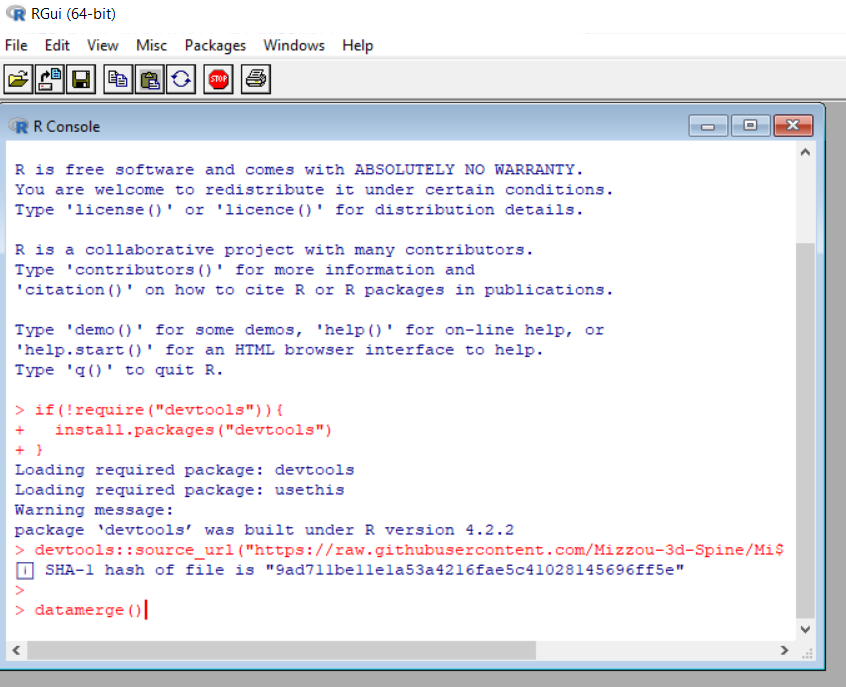 RGui (64-bit)
File Edit View Misc Packages Windows Help
STOP
R Console
R is free software and comes with ABSOLUTELY NO WARRANTY.
You are welcome to redistribute it under certain conditions.
Type 'license()' or 'licence()' for distribution details.
R is a collaborative project with many contributors.
Type 'contributors()' for more information and
'citation()' on how to cite R or R packages in publications.
Type 'demo()' for some demos, 'help()' for on-line help, or
'help.start()' for an HTML browser interface to help.
Type 'q()' to quit R.
> if(!require("devtools")){
+   install.packages("devtools")
+ }
Loading required package: devtools
Loading required package: usethis
Warning message:
package ‘devtools’ was built under R version 4.2.2
> devtools::source_url("https://raw.githubusercontent.com/Mizzou-3d-Spine/Mi$
i SHA-1 hash of file is "9ad711be11e1a53a4216fae5c41028145696ff5e"
>
> datamerge()